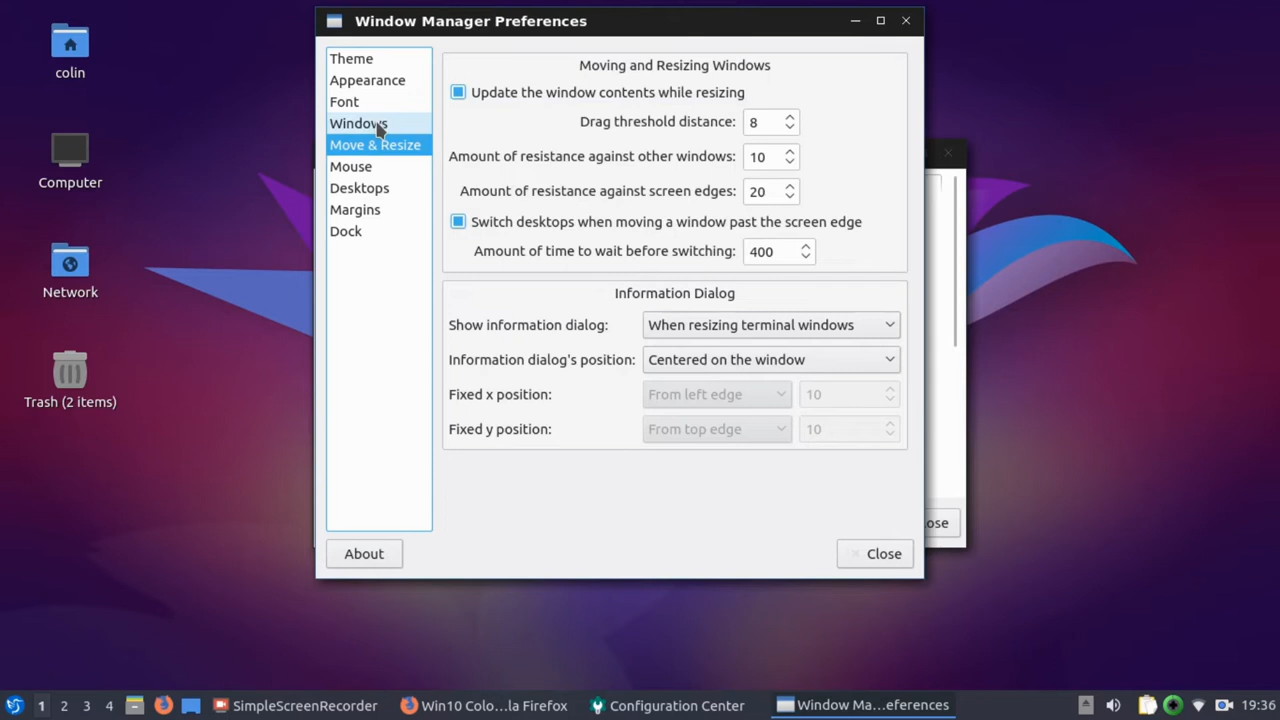 Window Manager Preferences
colin
Computer
Network
Trash (2 items)
Theme
Appearance
Font
Windows
Move & Resize
Mouse
Desktops
Margins
Dock
Moving and Resizing Windows
Update the window contents while resizing
Drag threshold distance: 8
Amount of resistance against other windows: 10
Amount of resistance against screen edges: 20
Switch desktops when moving a window past the screen edge
Amount of time to wait before switching: 400
Information Dialog
Show information dialog: When resizing terminal windows
Information dialog's position: Centered on the window
Fixed x position: From left edge 10
Fixed y position: From top edge 10
About
Close
ose
1 2 3 4 SimpleScreenRecorder Win10 Colo...la Firefox Configuration Center Window Ma...eferences 19:36